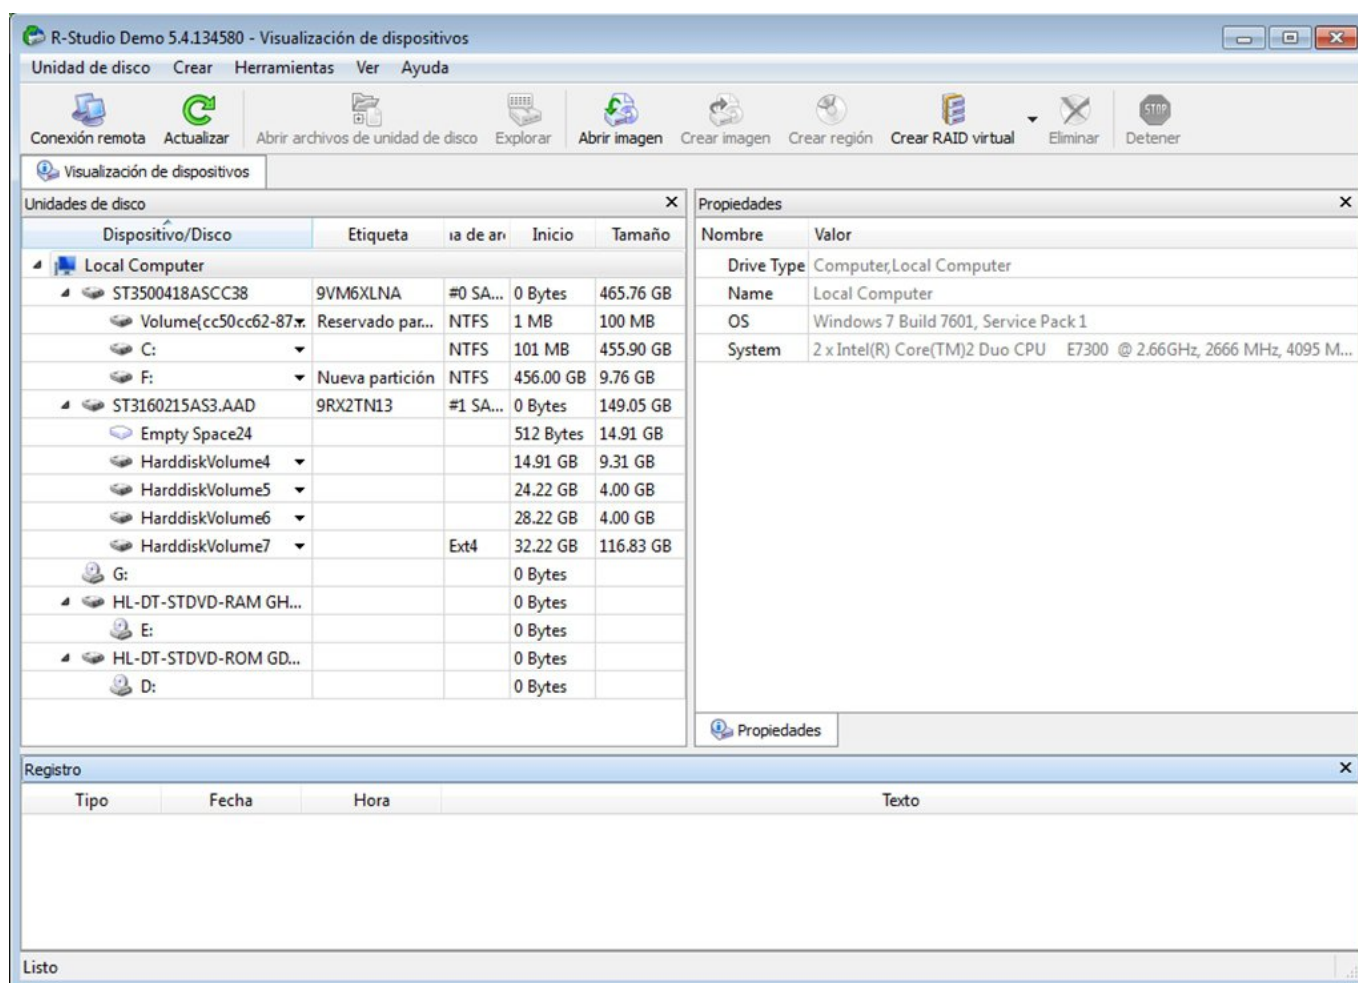 R-Studio Demo 5.4.134580 - Visualización de dispositivos
Unidad de disco Crear Herramientas Ver Ayuda
Conexión remota Actualizar Abrir archivos de unidad de disco Explorar Abrir imagen Crear imagen Crear región Crear RAID virtual Eliminar STOP Detener
Visualización de dispositivos
Unidades de disco
Dispositivo/Disco Etiqueta de Inicio Tamaño
Local Computer
ST3500418ASCC38 9VM6XLNA #0 SA... 0 Bytes 465.76 GB
Volume{cc50cc62-87... Reservado par... NTFS 1 MB 100 MB
C: NTFS 101 MB 455.90 GB
F: Nueva partición NTFS 456.00 GB 9.76 GB
ST3160215AS3.AAD 9RX2TN13 #1 SA... 0 Bytes 149.05 GB
Empty Space24 512 Bytes 14.91 GB
HarddiskVolume4 14.91 GB 9.31 GB
HarddiskVolume5 24.22 GB 4.00 GB
HarddiskVolume6 28.22 GB 4.00 GB
HarddiskVolume7 Ext4 32.22 GB 116.83 GB
G: 0 Bytes
HL-DT-STDVD-RAM GH... 0 Bytes
E: 0 Bytes
HL-DT-STDVD-ROM GD... 0 Bytes
D: 0 Bytes
Propiedades
Nombre Valor
Drive Type Computer,Local Computer
Name Local Computer
OS Windows 7 Build 7601, Service Pack 1
System 2 x Intel(R) Core(TM)2 Duo CPU E7300 @ 2.66GHz, 2666 MHz, 4095 M...
Propiedades
Registro
Tipo Fecha Hora Texto
Listo